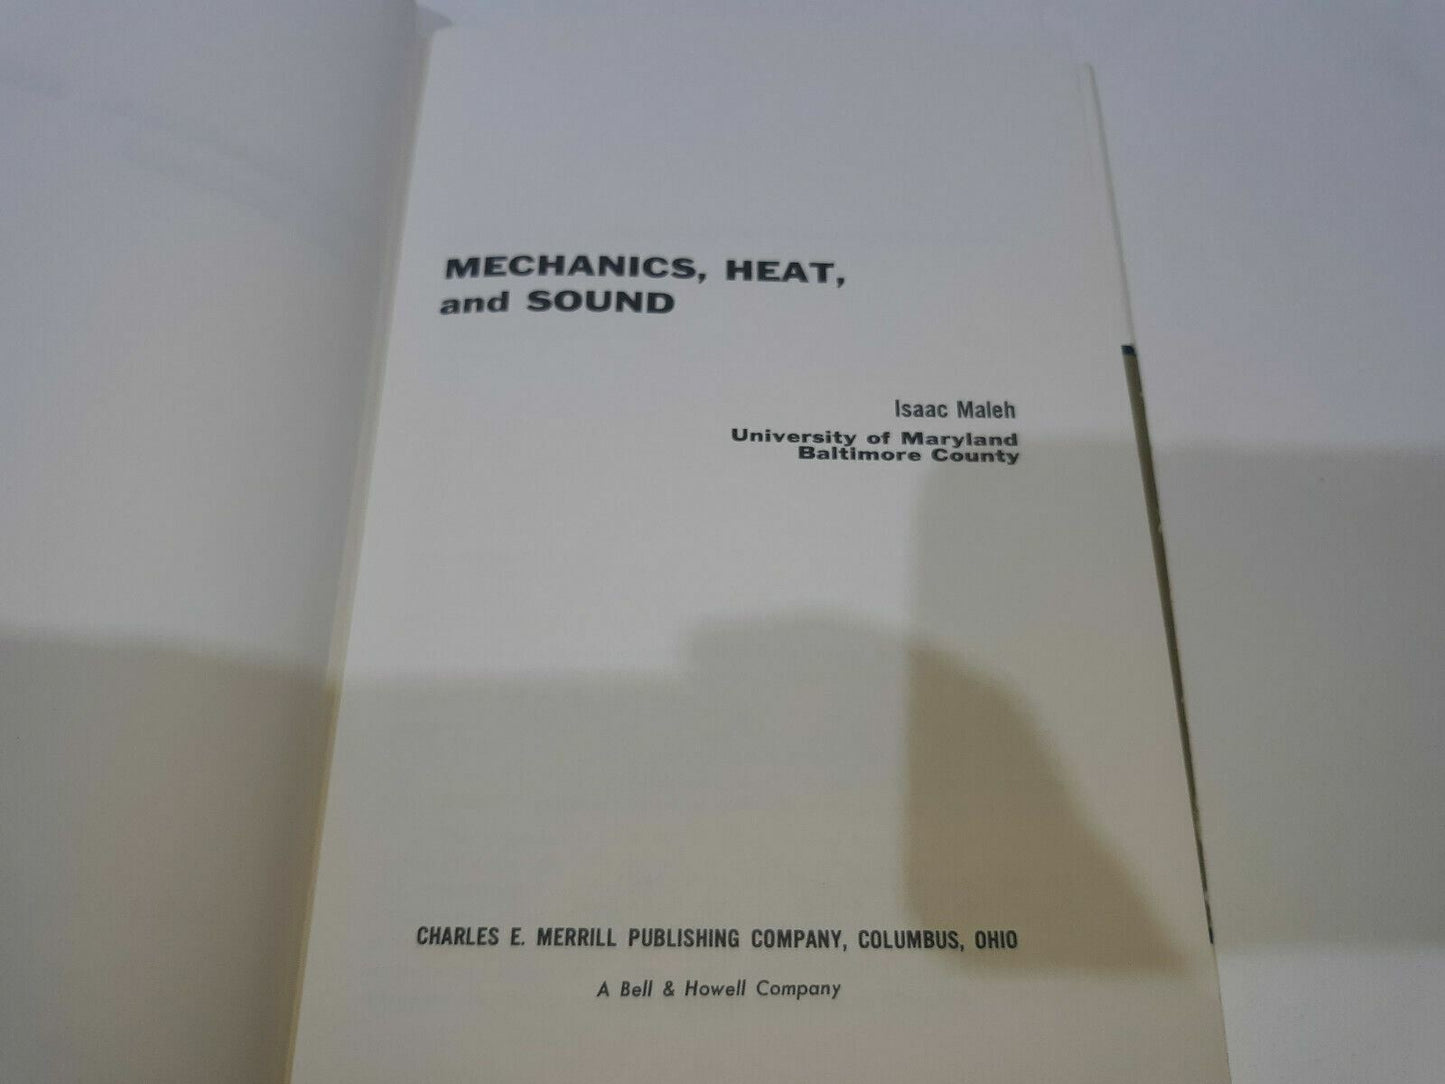 MECHANICS, HEAT,
and SOUND
Isaac Maleh
University of Maryland
Baltimore County
CHARLES E. MERRILL PUBLISHING COMPANY, COLUMBUS, OHIO
A Bell & Howell Company